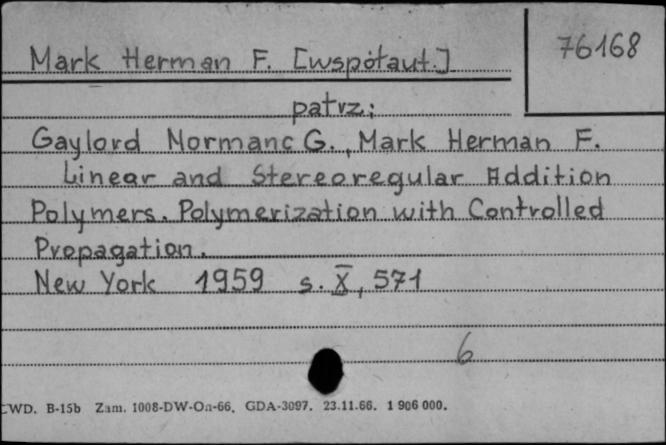 76168
Mark Herman F. [współaut.]
patrz:
Gaylord Normanc G., Mark Herman F.
Linear and Stereoregular Addition
Polymers. Polymerization with Controlled
Propagation.
New York 1959 s. X, 571
6
CWD. B-15b Zam. 1008-DW-On-66. GDA-3097. 23.11.66. 1 906 000.